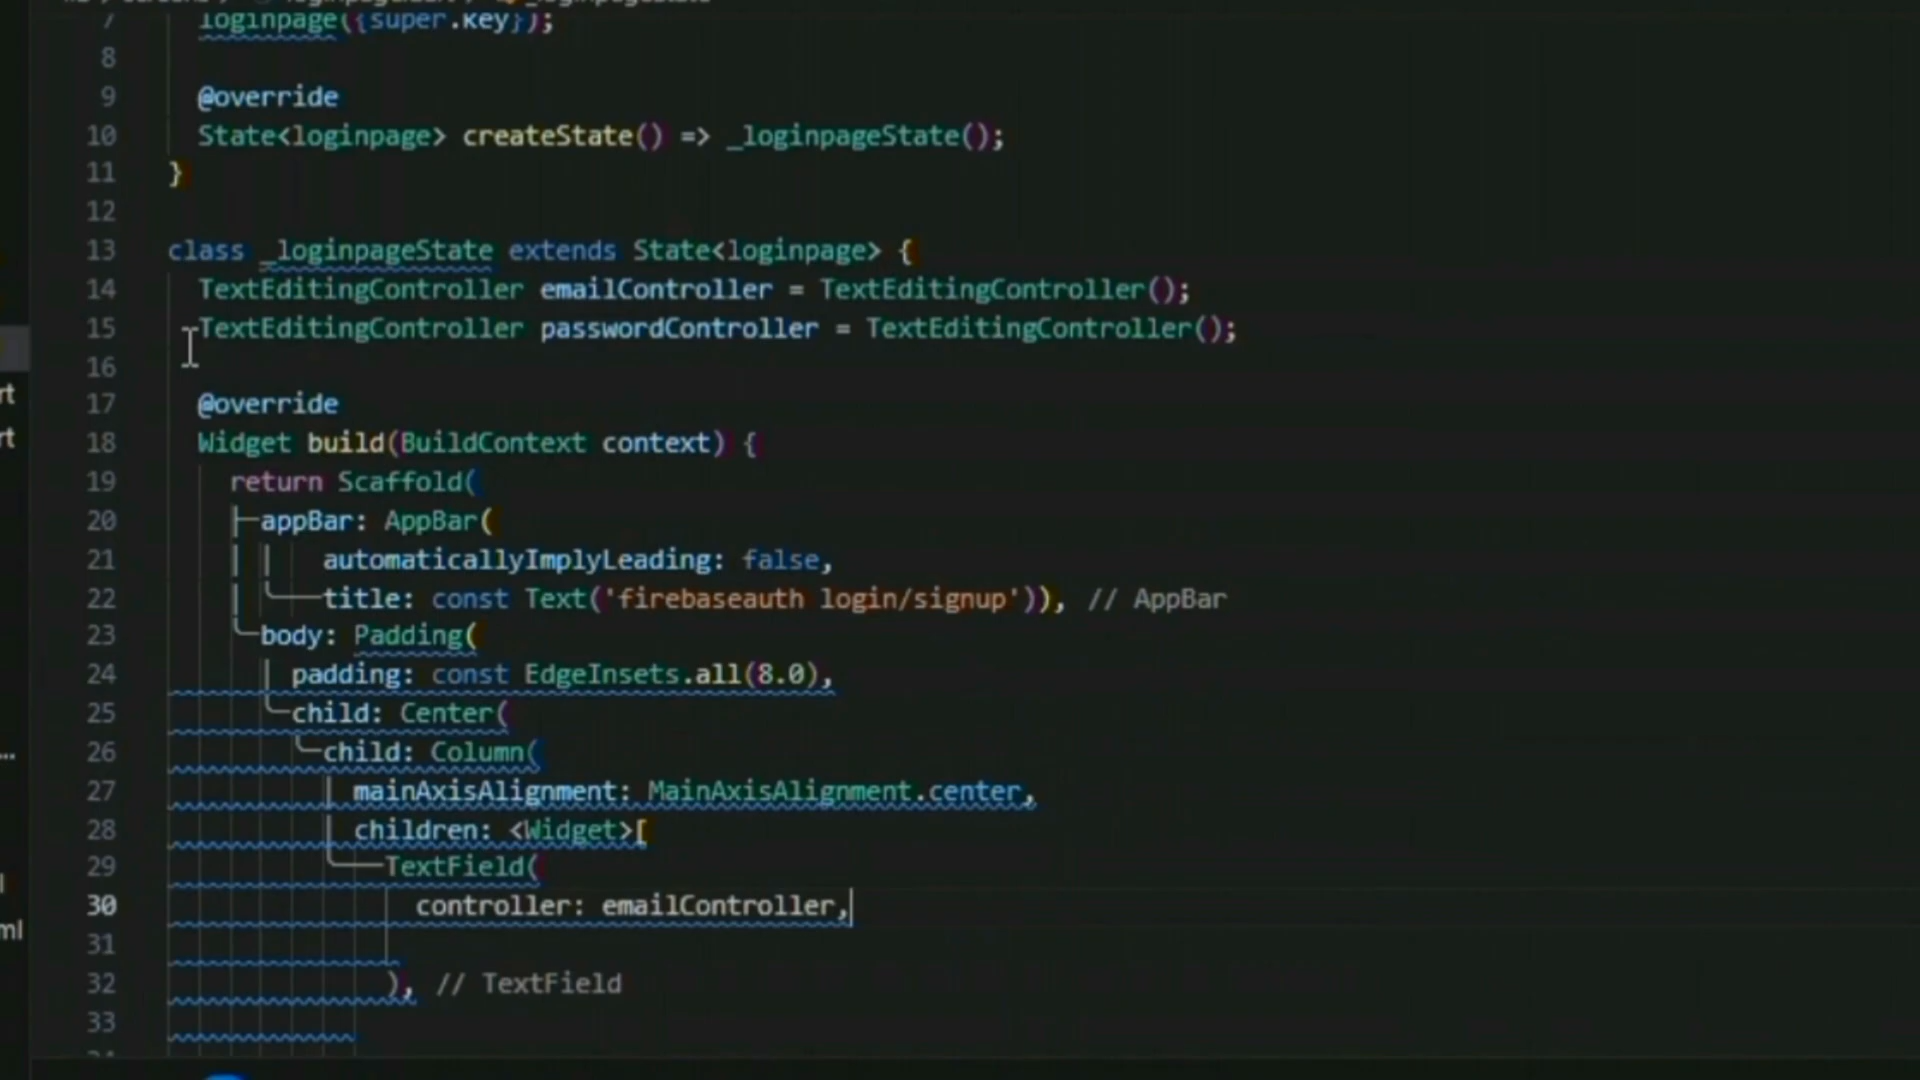 7 loginpage({super.key});
8
9 @override
10 State<loginpage> createState() => _loginpageState();
11 }
12
13 class _loginpageState extends State<loginpage> {
14 TextEditingController emailController = TextEditingController();
15 TextEditingController passwordController = TextEditingController();
16
17 @override
18 Widget build(BuildContext context) {
19 return Scaffold(
20 appBar: AppBar(
21 automaticallyImplyLeading: false,
22 title: const Text('firebaseauth login/signup')), // AppBar
23 body: Padding(
24 padding: const EdgeInsets.all(8.0),
25 child: Center(
26 child: Column(
27 mainAxisAlignment: MainAxisAlignment.center,
28 children: <Widget>[
29 TextField(
30 controller: emailController,
31
32 ), // TextField
33
rt
rt
...
ml